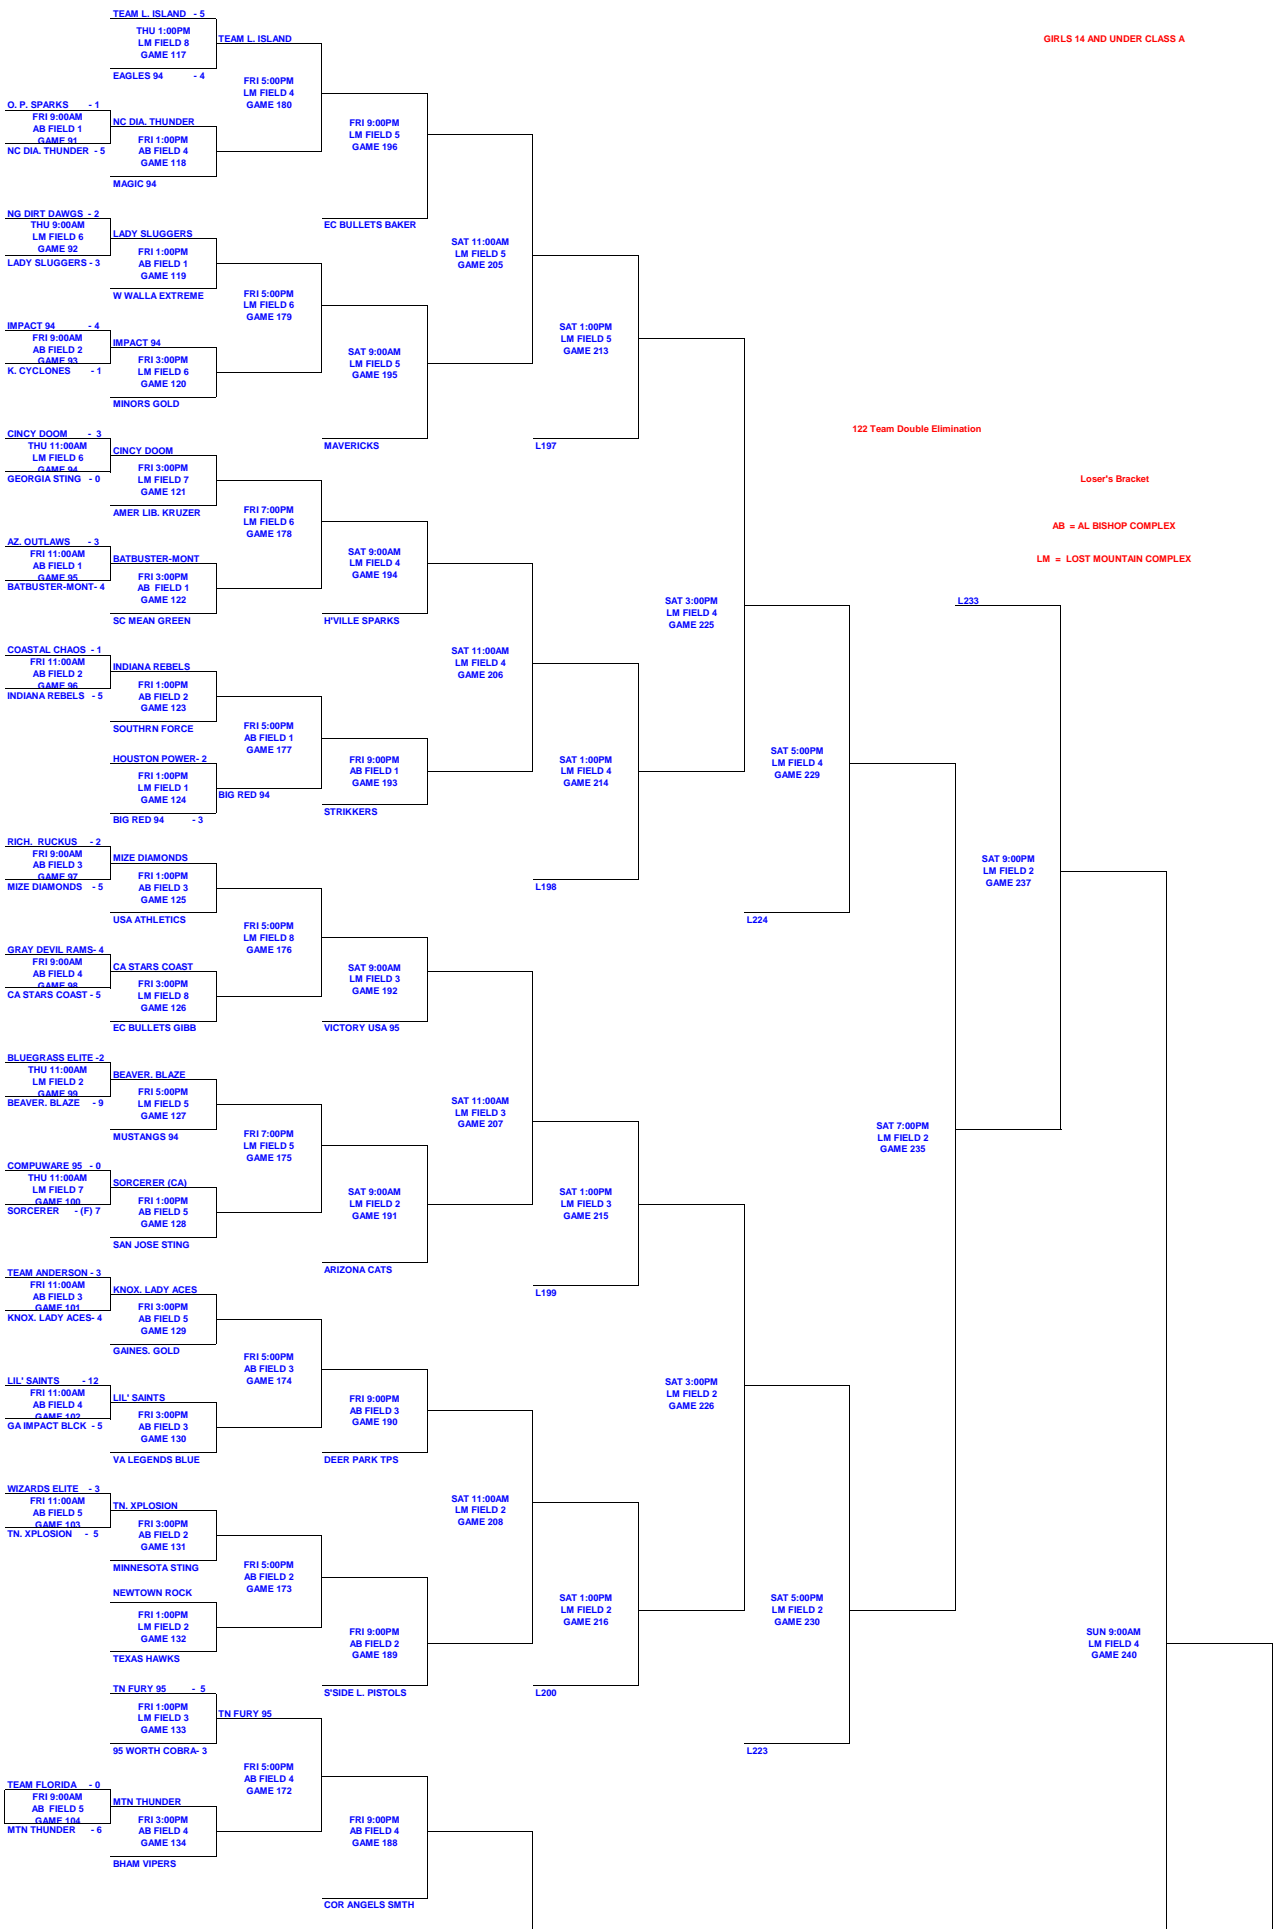 TEAM L. ISLAND - 5
THU 1:00PM
LM FIELD 8
GAME 117
EAGLES 94 - 4
TEAM L. ISLAND
GIRLS 14 AND UNDER CLASS A
FRI 5:00PM
LM FIELD 4
GAME 180
O. P. SPARKS - 1
FRI 9:00AM
AB FIELD 1
GAME 91
NC DIA. THUNDER - 5
NC DIA. THUNDER
FRI 1:00PM
AB FIELD 4
GAME 118
MAGIC 94
FRI 9:00PM
LM FIELD 5
GAME 196
EC BULLETS BAKER
NG DIRT DAWGS - 2
THU 9:00AM
LM FIELD 6
GAME 92
LADY SLUGGERS - 3
LADY SLUGGERS
FRI 1:00PM
AB FIELD 1
GAME 119
W WALLA EXTREME
FRI 5:00PM
LM FIELD 6
GAME 179
SAT 11:00AM
LM FIELD 5
GAME 205
IMPACT 94 - 4
FRI 9:00AM
AB FIELD 2
GAME 93
K. CYCLONES - 1
IMPACT 94
FRI 3:00PM
LM FIELD 6
GAME 120
MINORS GOLD
SAT 9:00AM
LM FIELD 5
GAME 195
MAVERICKS
SAT 1:00PM
LM FIELD 5
GAME 213
L197
122 Team Double Elimination
CINCY DOOM - 3
THU 11:00AM
LM FIELD 6
GAME 94
GEORGIA STING - 0
CINCY DOOM
FRI 3:00PM
LM FIELD 7
GAME 121
AMER LIB. KRUZER
FRI 7:00PM
LM FIELD 6
GAME 178
Loser's Bracket
AB = AL BISHOP COMPLEX
LM = LOST MOUNTAIN COMPLEX
AZ. OUTLAWS - 3
FRI 11:00AM
AB FIELD 1
GAME 95
BATBUSTER-MONT- 4
BATBUSTER-MONT
FRI 3:00PM
AB FIELD 1
GAME 122
SC MEAN GREEN
SAT 9:00AM
LM FIELD 4
GAME 194
H'VILLE SPARKS
SAT 3:00PM
LM FIELD 4
GAME 225
L233
COASTAL CHAOS - 1
FRI 11:00AM
AB FIELD 2
GAME 96
INDIANA REBELS - 5
INDIANA REBELS
FRI 1:00PM
AB FIELD 2
GAME 123
SOUTHRN FORCE
SAT 11:00AM
LM FIELD 4
GAME 206
FRI 5:00PM
AB FIELD 1
GAME 177
HOUSTON POWER- 2
FRI 1:00PM
LM FIELD 1
GAME 124
BIG RED 94 - 3
BIG RED 94
FRI 9:00PM
AB FIELD 1
GAME 193
STRIKKERS
SAT 1:00PM
LM FIELD 4
GAME 214
SAT 5:00PM
LM FIELD 4
GAME 229
RICH. RUCKUS - 2
FRI 9:00AM
AB FIELD 3
GAME 97
MIZE DIAMONDS - 5
MIZE DIAMONDS
FRI 1:00PM
AB FIELD 3
GAME 125
USA ATHLETICS
L198
SAT 9:00PM
LM FIELD 2
GAME 237
FRI 5:00PM
LM FIELD 8
GAME 176
L224
GRAY DEVIL RAMS- 4
FRI 9:00AM
AB FIELD 4
GAME 98
CA STARS COAST - 5
CA STARS COAST
FRI 3:00PM
LM FIELD 8
GAME 126
EC BULLETS GIBB
SAT 9:00AM
LM FIELD 3
GAME 192
VICTORY USA 95
BLUEGRASS ELITE -2
THU 11:00AM
LM FIELD 2
GAME 99
BEAVER. BLAZE - 9
BEAVER. BLAZE
FRI 5:00PM
LM FIELD 5
GAME 127
MUSTANGS 94
SAT 11:00AM
LM FIELD 3
GAME 207
FRI 7:00PM
LM FIELD 5
GAME 175
SAT 7:00PM
LM FIELD 2
GAME 235
COMPUWARE 95 - 0
THU 11:00AM
LM FIELD 7
GAME 100
SORCERER - (F) 7
SORCERER (CA)
FRI 1:00PM
AB FIELD 5
GAME 128
SAN JOSE STING
SAT 9:00AM
LM FIELD 2
GAME 191
ARIZONA CATS
SAT 1:00PM
LM FIELD 3
GAME 215
L199
TEAM ANDERSON - 3
FRI 11:00AM
AB FIELD 3
GAME 101
KNOX. LADY ACES- 4
KNOX. LADY ACES
FRI 3:00PM
AB FIELD 5
GAME 129
GAINES. GOLD
FRI 5:00PM
AB FIELD 3
GAME 174
LIL' SAINTS - 12
FRI 11:00AM
AB FIELD 4
GAME 102
GA IMPACT BLCK - 5
LIL' SAINTS
FRI 3:00PM
AB FIELD 3
GAME 130
VA LEGENDS BLUE
FRI 9:00PM
AB FIELD 3
GAME 190
DEER PARK TPS
SAT 3:00PM
LM FIELD 2
GAME 226
WIZARDS ELITE - 3
FRI 11:00AM
AB FIELD 5
GAME 103
TN. XPLOSION - 5
TN. XPLOSION
FRI 3:00PM
AB FIELD 2
GAME 131
MINNESOTA STING
SAT 11:00AM
LM FIELD 2
GAME 208
FRI 5:00PM
AB FIELD 2
GAME 173
NEWTOWN ROCK
FRI 1:00PM
LM FIELD 2
GAME 132
TEXAS HAWKS
FRI 9:00PM
AB FIELD 2
GAME 189
S'SIDE L. PISTOLS
SAT 1:00PM
LM FIELD 2
GAME 216
L200
SAT 5:00PM
LM FIELD 2
GAME 230
SUN 9:00AM
LM FIELD 4
GAME 240
TN FURY 95 - 5
FRI 1:00PM
LM FIELD 3
GAME 133
95 WORTH COBRA- 3
TN FURY 95
L223
FRI 5:00PM
AB FIELD 4
GAME 172
TEAM FLORIDA - 0
FRI 9:00AM
AB FIELD 5
GAME 104
MTN THUNDER - 6
MTN THUNDER
FRI 3:00PM
AB FIELD 4
GAME 134
BHAM VIPERS
FRI 9:00PM
AB FIELD 4
GAME 188
COR ANGELS SMTH